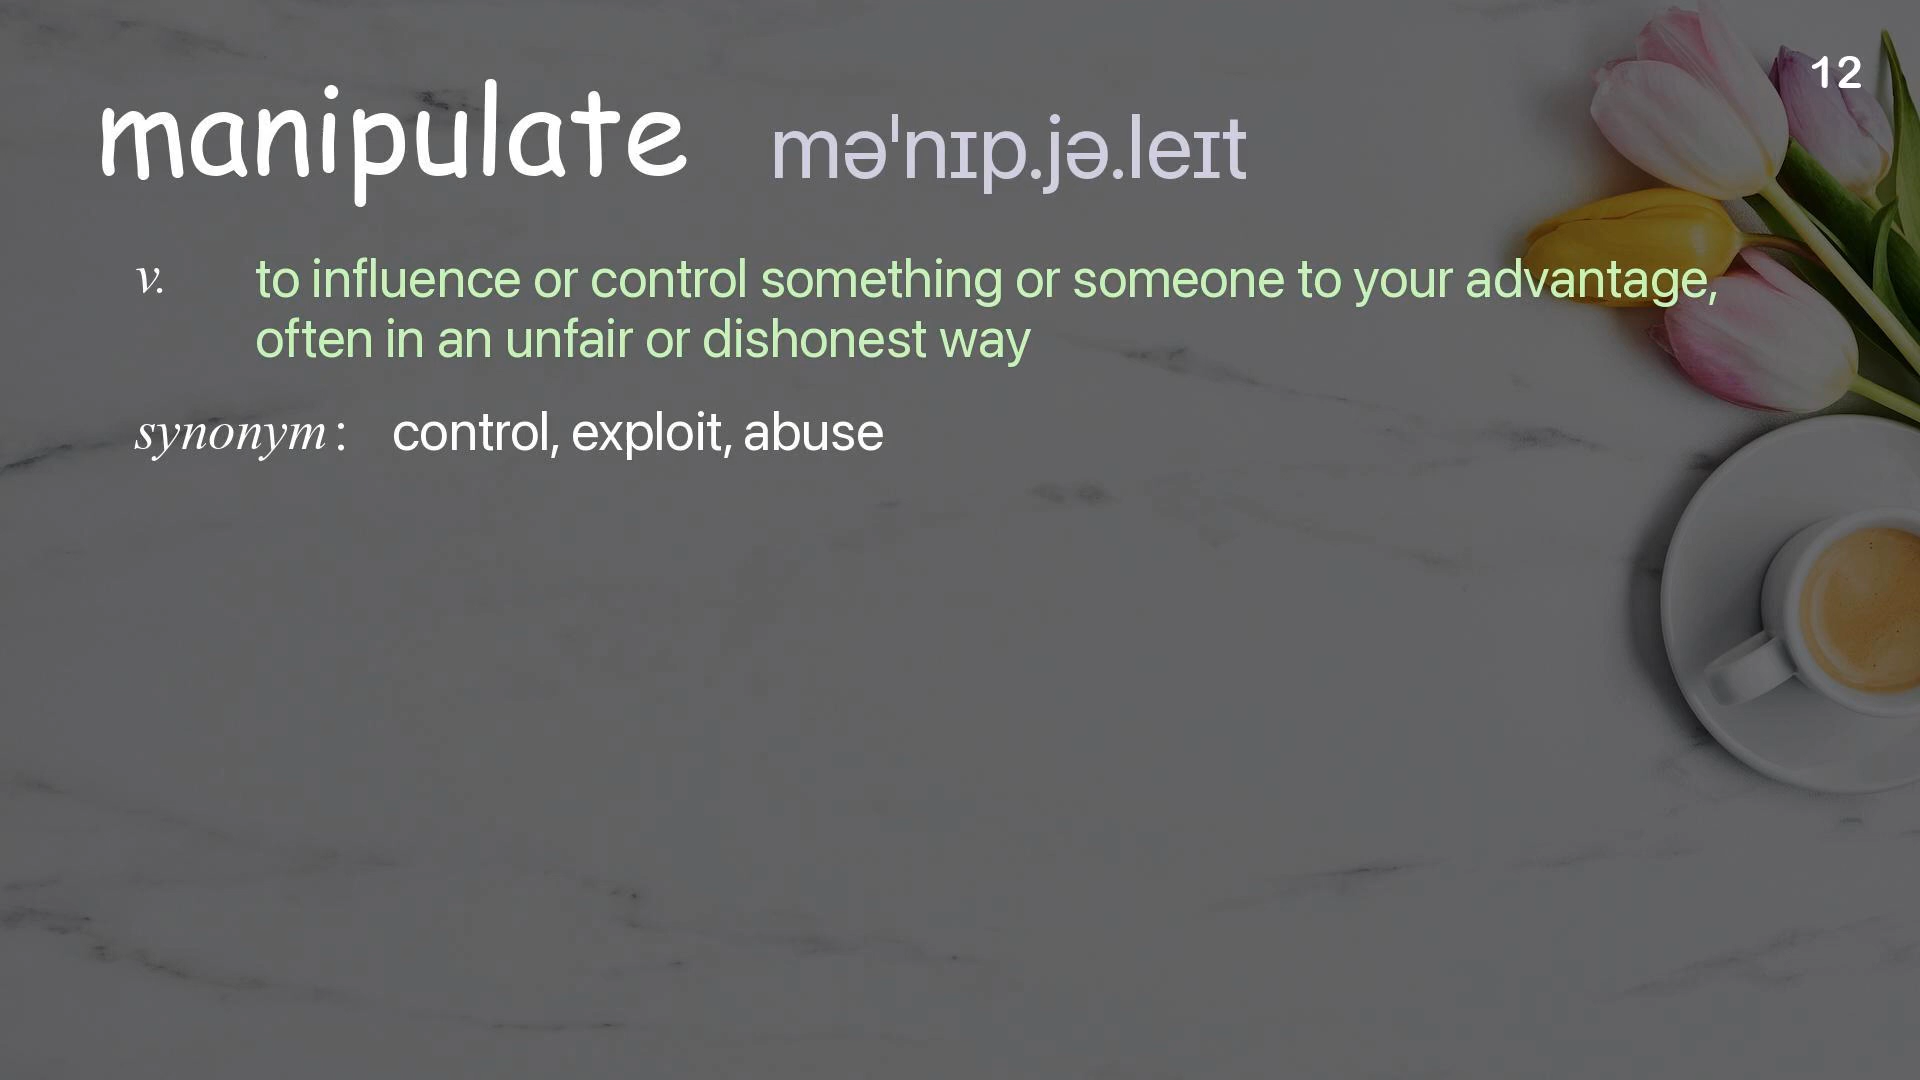 12
manipulate məˈnɪp.jə.leɪt
v. to influence or control something or someone to your advantage,
often in an unfair or dishonest way
synonym : control, exploit, abuse